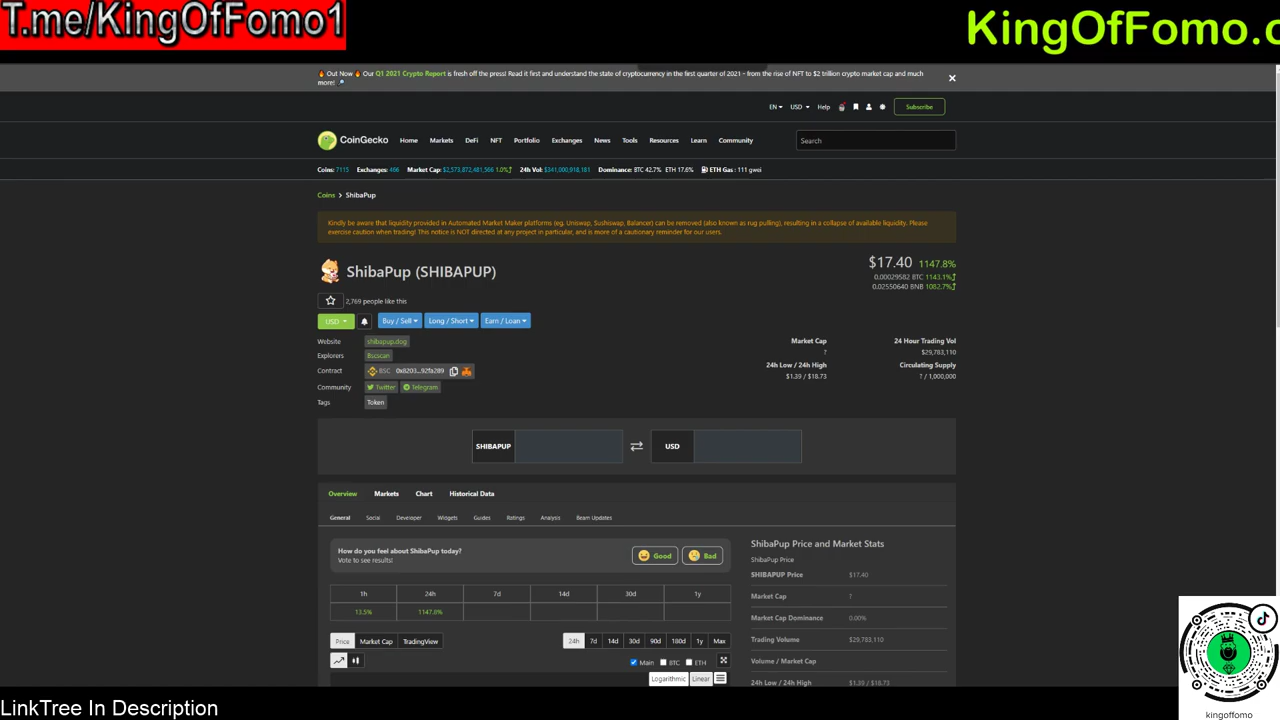 T.me/KingOfFomo1
KingOfFomo.c
Out Now Our Q1 2021 Crypto Report is fresh off the press! Read it first and understand the state of cryptocurrency in the first quarter of 2021 - from the rise of NFT to $2 trillion crypto market cap and much
more!
EN USD Help Subscribe
CoinGecko Home Markets DeFi NFT Portfolio Exchanges News Tools Resources Learn Community Search
Coins: 7115 Exchanges: 466 Market Cap: $2,573,872,481,566 1.0% 24h Vol: $341,000,918,181 Dominance: BTC 42.7% ETH 17.6% ETH Gas: 111 gwei
Coins > ShibaPup
Kindly be aware that liquidity provided in Automated Market Maker platforms (eg. Uniswap, Sushiswap, Balancer) can be removed (also known as rug pulling), resulting in a collapse of available liquidity. Please
exercise caution when trading! This notice is NOT directed at any project in particular, and is more of a cautionary reminder for our users.
ShibaPup (SHIBAPUP)
$17.40 1147.8%
0.00029582 BTC 1143.1%
0.02550640 BNB 1082.7%
2,769 people like this
USD Buy / Sell Long / Short Earn / Loan
Website shibapup.dog
Explorers Bscscan
Contract BSC 0x8203...92fa289
Community Twitter Telegram
Tags Token
Market Cap
?
24h Low / 24h High
$1.39 / $18.73
24 Hour Trading Vol
$29,783,110
Circulating Supply
? / 1,000,000
SHIBAPUP USD
Overview Markets Chart Historical Data
General Social Developer Widgets Guides Ratings Analysis Beam Updates
How do you feel about ShibaPup today?
Vote to see results!
Good Bad
1h 24h 7d 14d 30d 1y
13.5% 1147.8%
Price Market Cap TradingView
24h 7d 14d 30d 90d 180d 1y Max
Main BTC ETH
Logarithmic Linear
ShibaPup Price and Market Stats
ShibaPup Price
SHIBAPUP Price $17.40
Market Cap ?
Market Cap Dominance 0.00%
Trading Volume $29,783,110
Volume / Market Cap
24h Low / 24h High $1.39 / $18.73
kingoffomo
LinkTree In Description